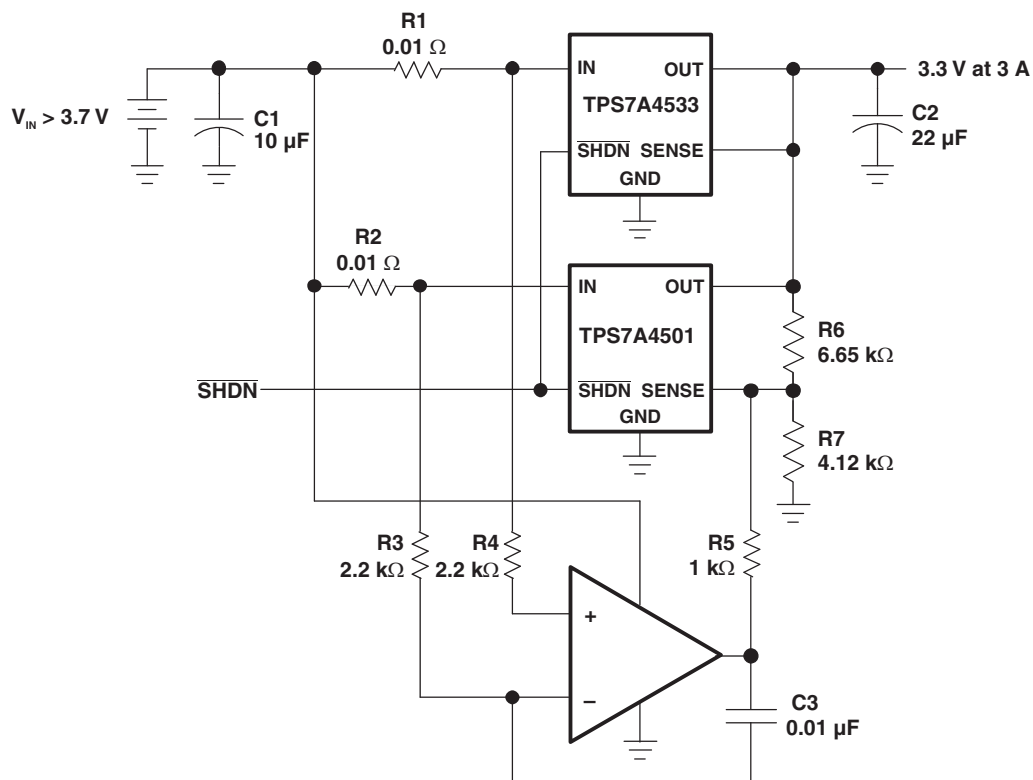 R1
0.01 Ω
IN OUT
3.3 V at 3 A
TPS7A4533
V_IN > 3.7 V
C1
10 µF
C2
22 µF
SHDN SENSE
GND
R2
0.01 Ω
IN OUT
TPS7A4501
R6
6.65 kΩ
SHDN
SHDN SENSE
GND
R7
4.12 kΩ
R3
2.2 kΩ
R4
2.2 kΩ
R5
1 kΩ
+
–
C3
0.01 µF